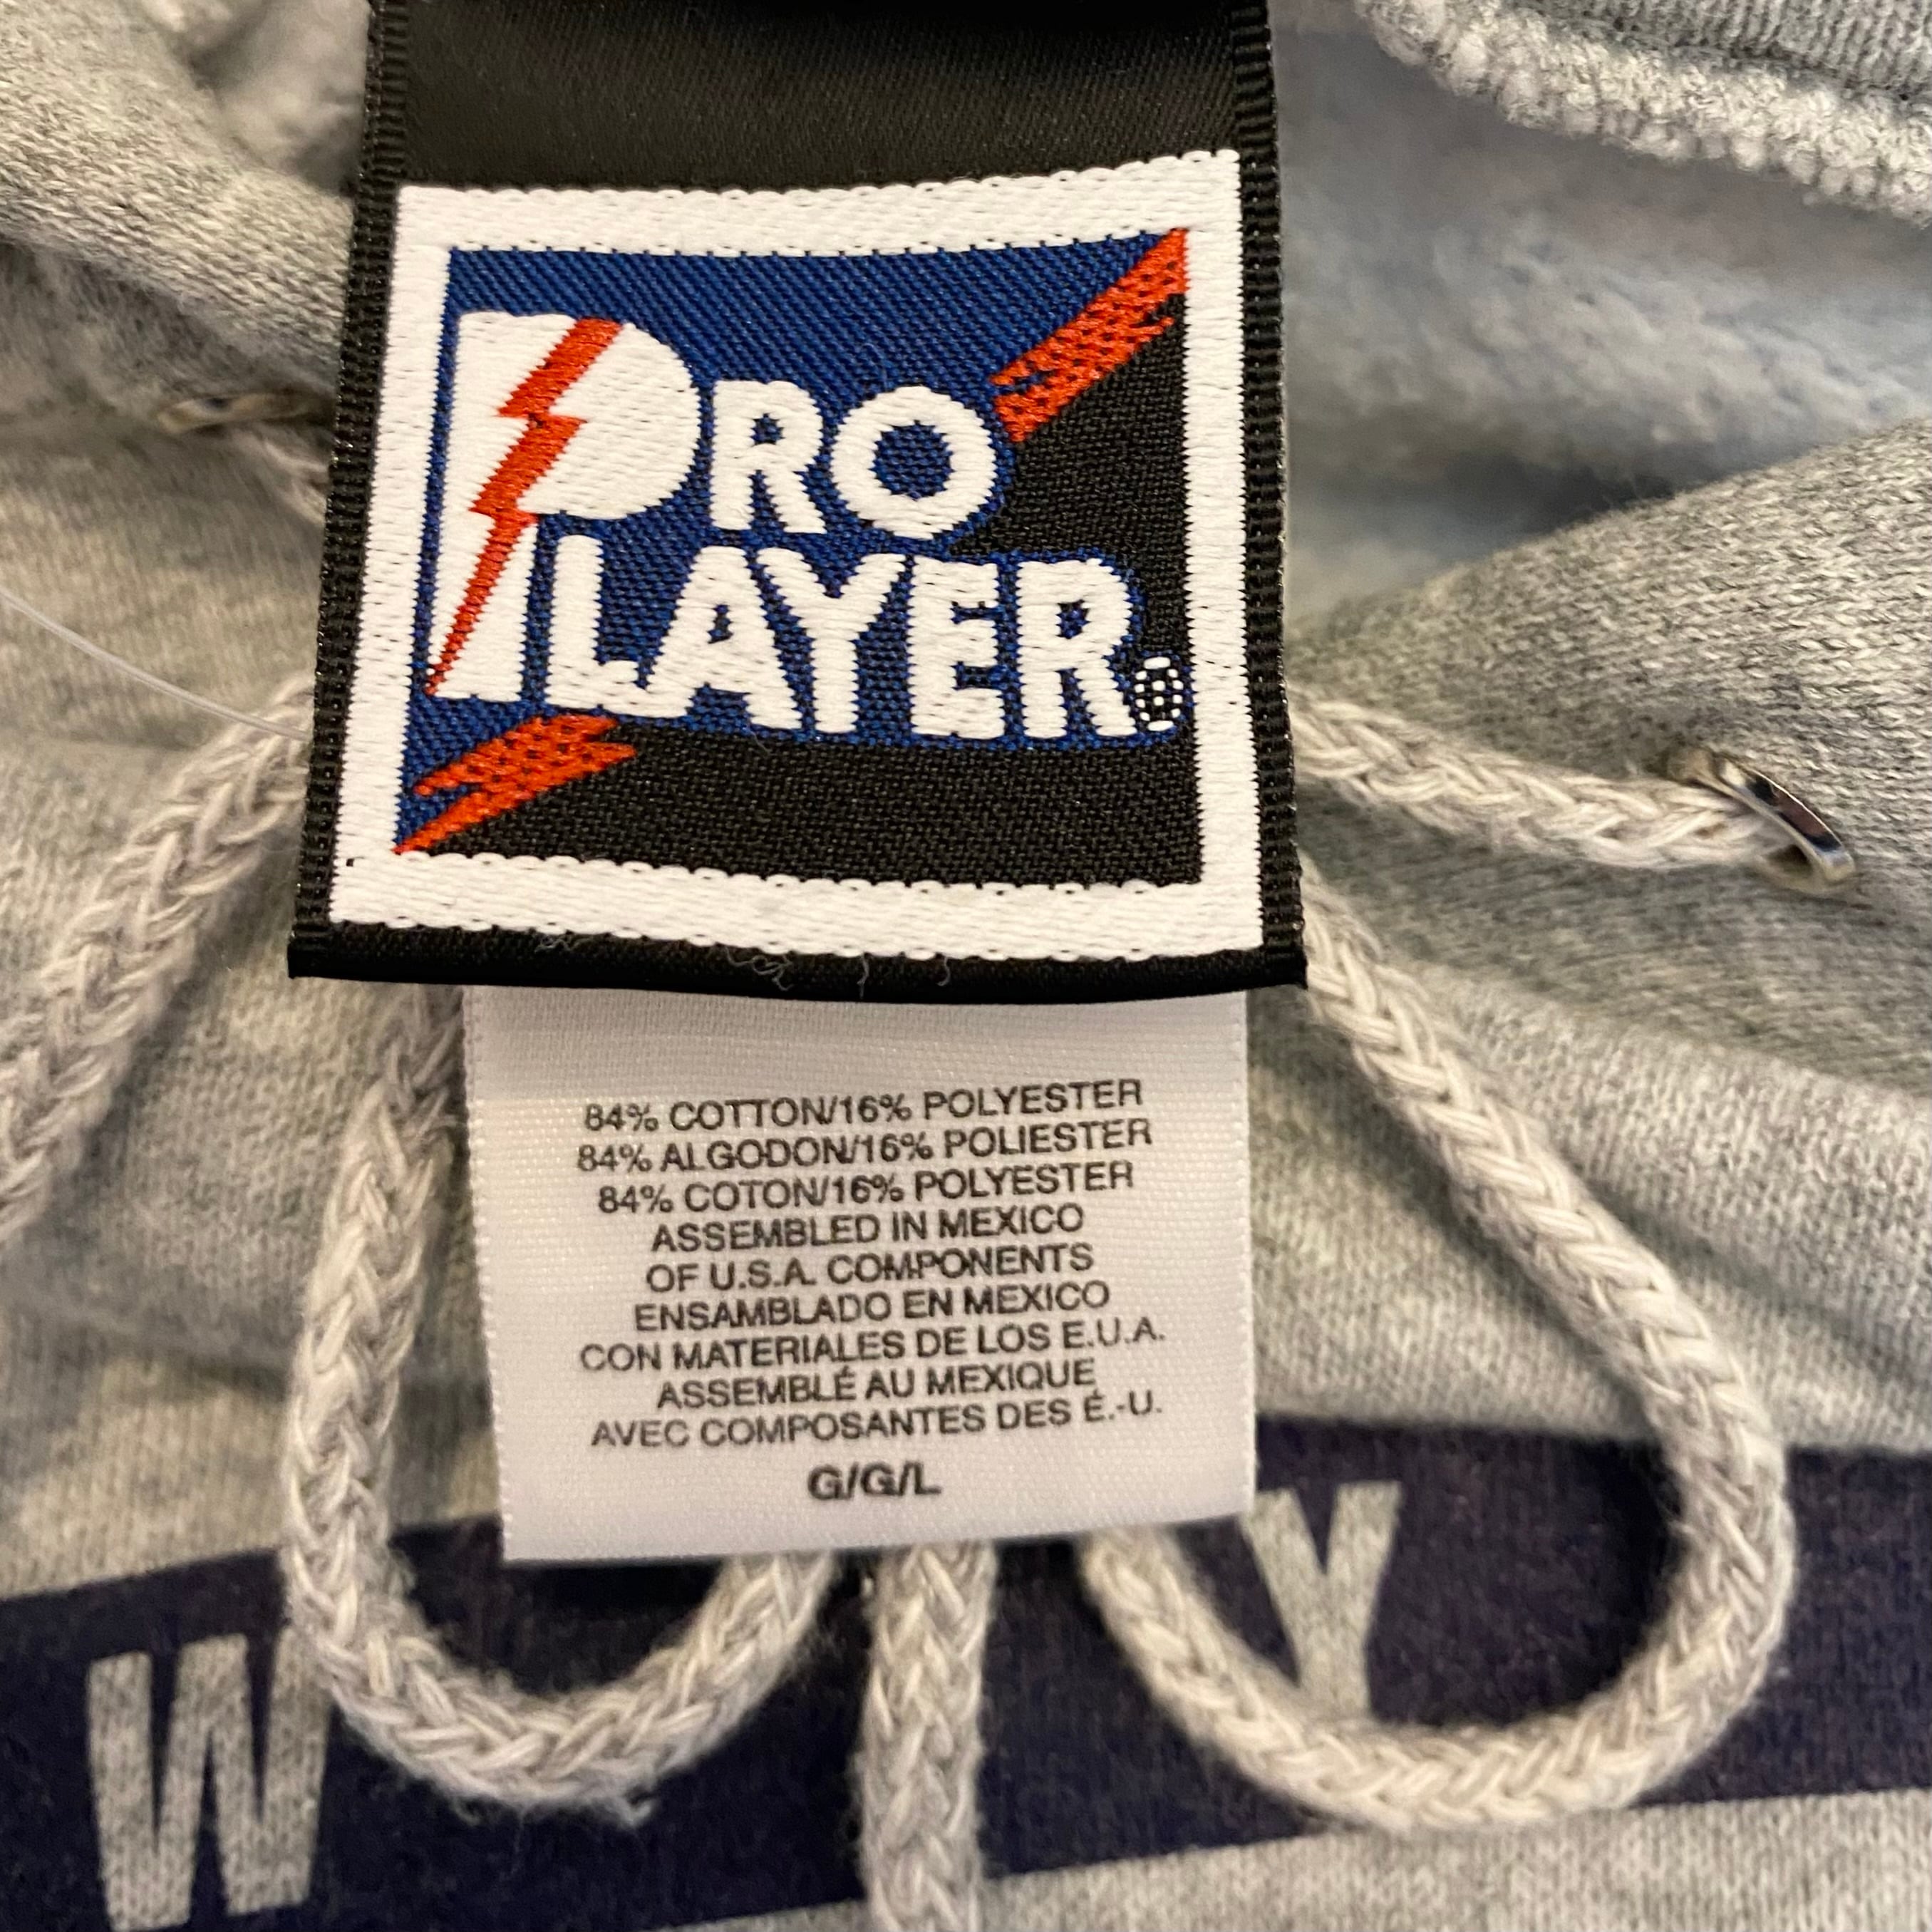 PRO
PLAYER®
84% COTTON/16% POLYESTER
84% ALGODON/16% POLIESTER
84% COTON/16% POLYESTER
ASSEMBLED IN MEXICO
OF U.S.A. COMPONENTS
ENSAMBLADO EN MEXICO
CON MATERIALES DE LOS E.U.A.
ASSEMBLÉ AU MEXIQUE
AVEC COMPOSANTES DES É.-U.
G/G/L
W Y